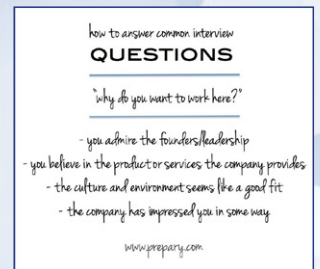 how to answer common interview
QUESTIONS
"why do you want to work here?"
- you admire the founders/leadership
- you believe in the product or services the company provides
- the culture and environment seems like a good fit
- the company has impressed you in some way
www.prepary.com